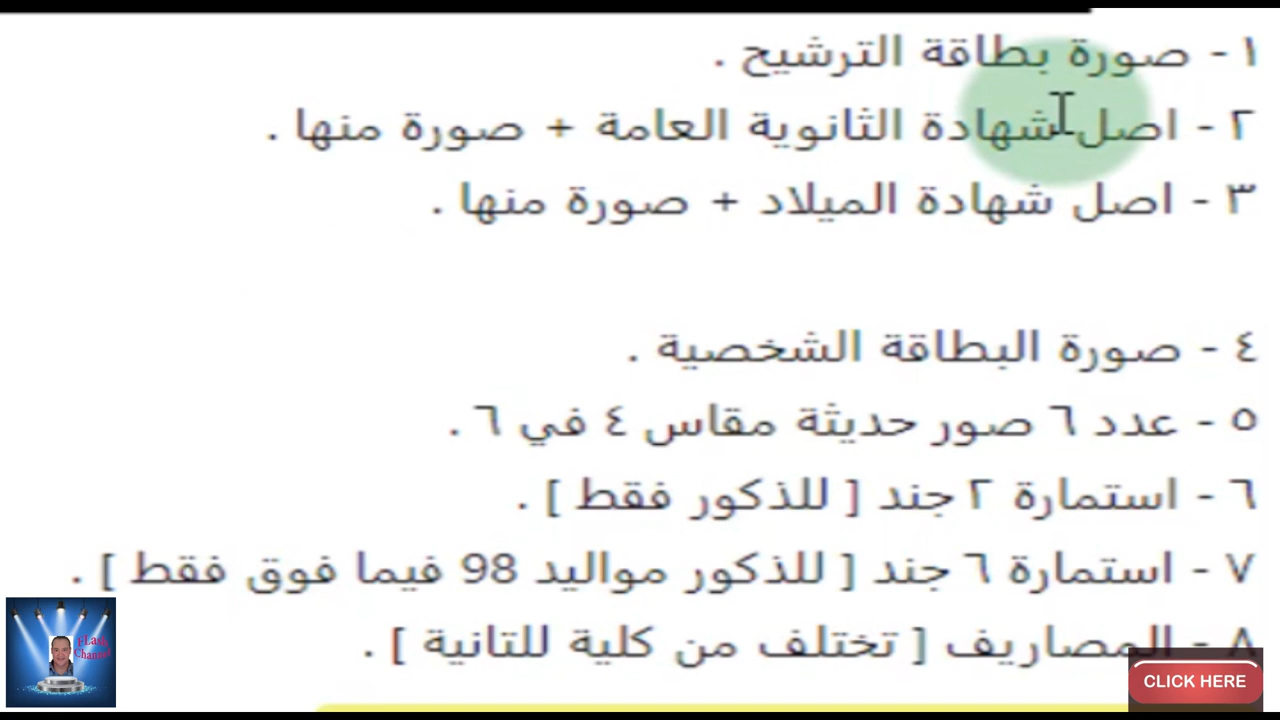 ١ - صورة بطاقة الترشيح .
٢ - اصل شهادة الثانوية العامة + صورة منها .
٣ - اصل شهادة الميلاد + صورة منها .
٤ - صورة البطاقة الشخصية .
٥ - عدد ٦ صور حديثة مقاس ٤ في ٦ .
٦ - استمارة ٢ جند [ للذكور فقط ] .
٧ - استمارة ٦ جند [ للذكور مواليد 98 فيما فوق فقط ] .
٨ - المصاريف [ تختلف من كلية للتانية ] .
eLash Channel
CLICK HERE